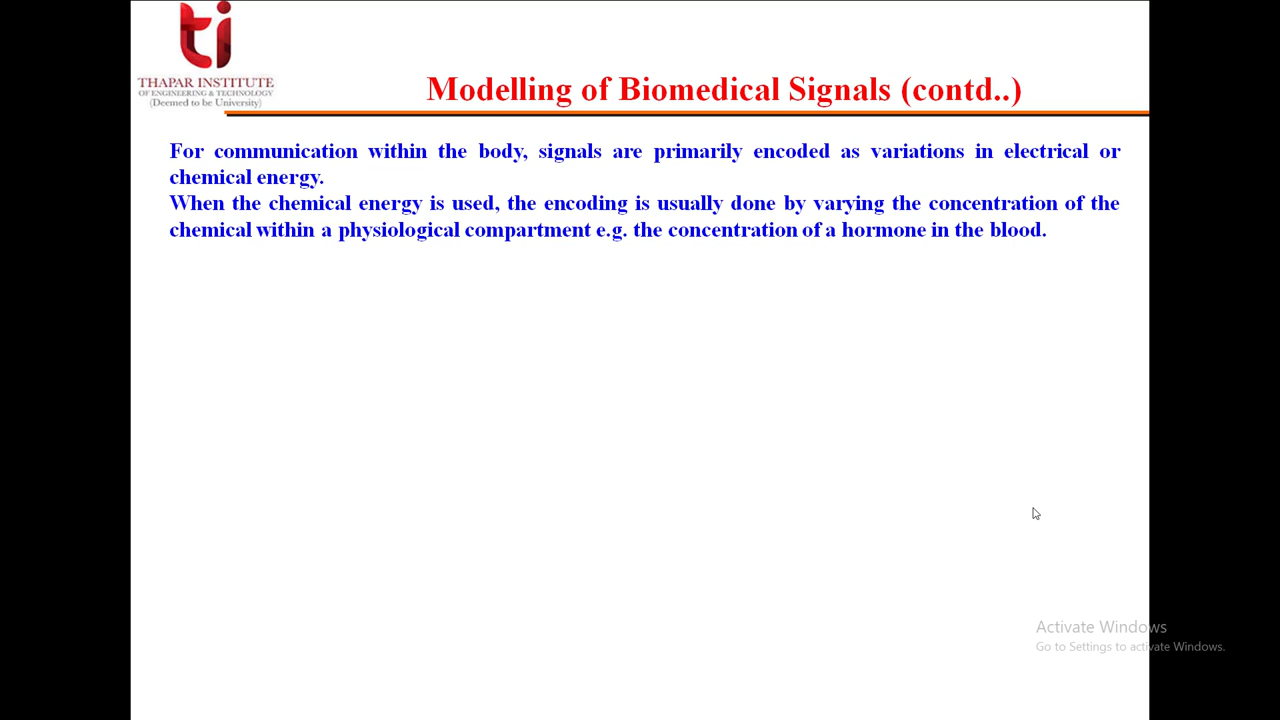 ti
THAPAR INSTITUTE
OF ENGINEERING & TECHNOLOGY
(Deemed to be University)
Modelling of Biomedical Signals (contd..)
For communication within the body, signals are primarily encoded as variations in electrical or
chemical energy.
When the chemical energy is used, the encoding is usually done by varying the concentration of the
chemical within a physiological compartment e.g. the concentration of a hormone in the blood.
Activate Windows
Go to Settings to activate Windows.